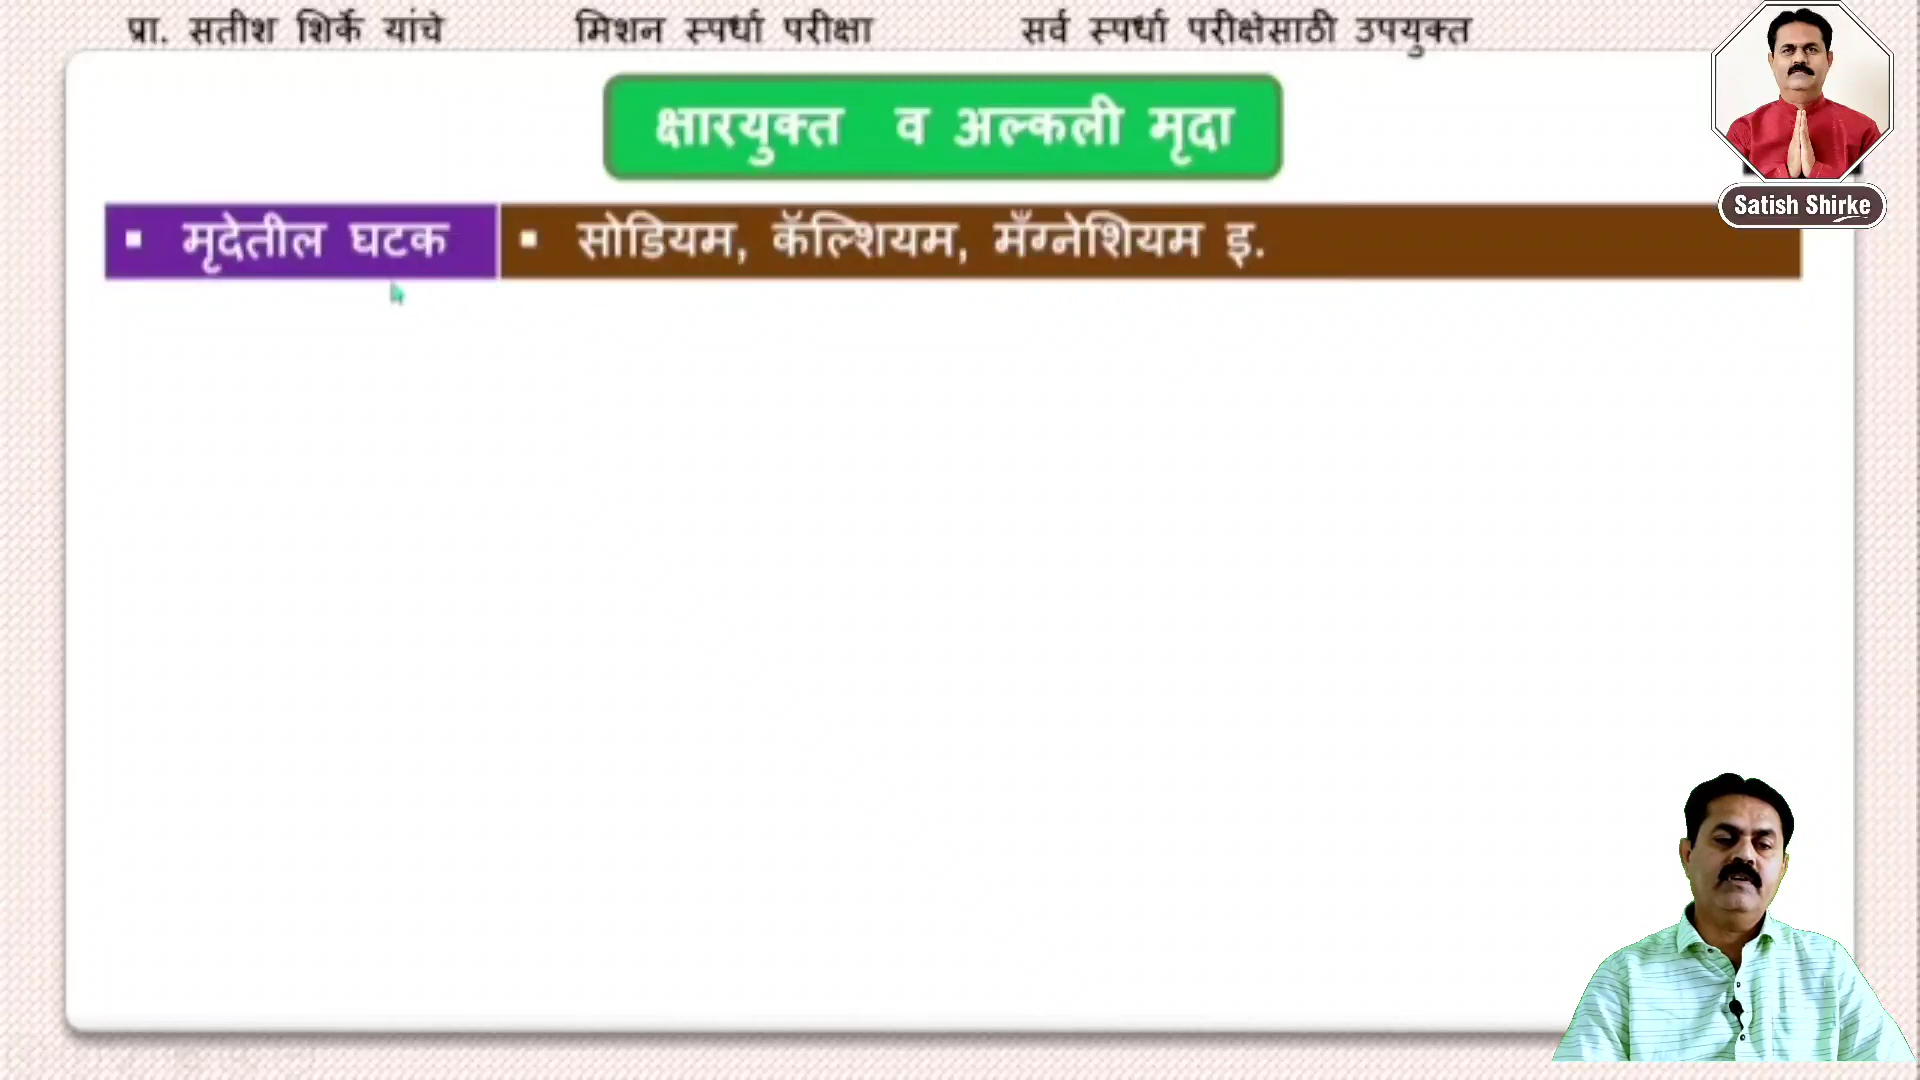 प्रा. सतीश शिर्के यांचे मिशन स्पर्धा परीक्षा सर्व स्पर्धा परीक्षेसाठी उपयुक्त
क्षारयुक्त व अल्कली मृदा
Satish Shirke
▪ मृदेतील घटक ▪ सोडियम, कॅल्शियम, मॅंग्नेशियम इ.